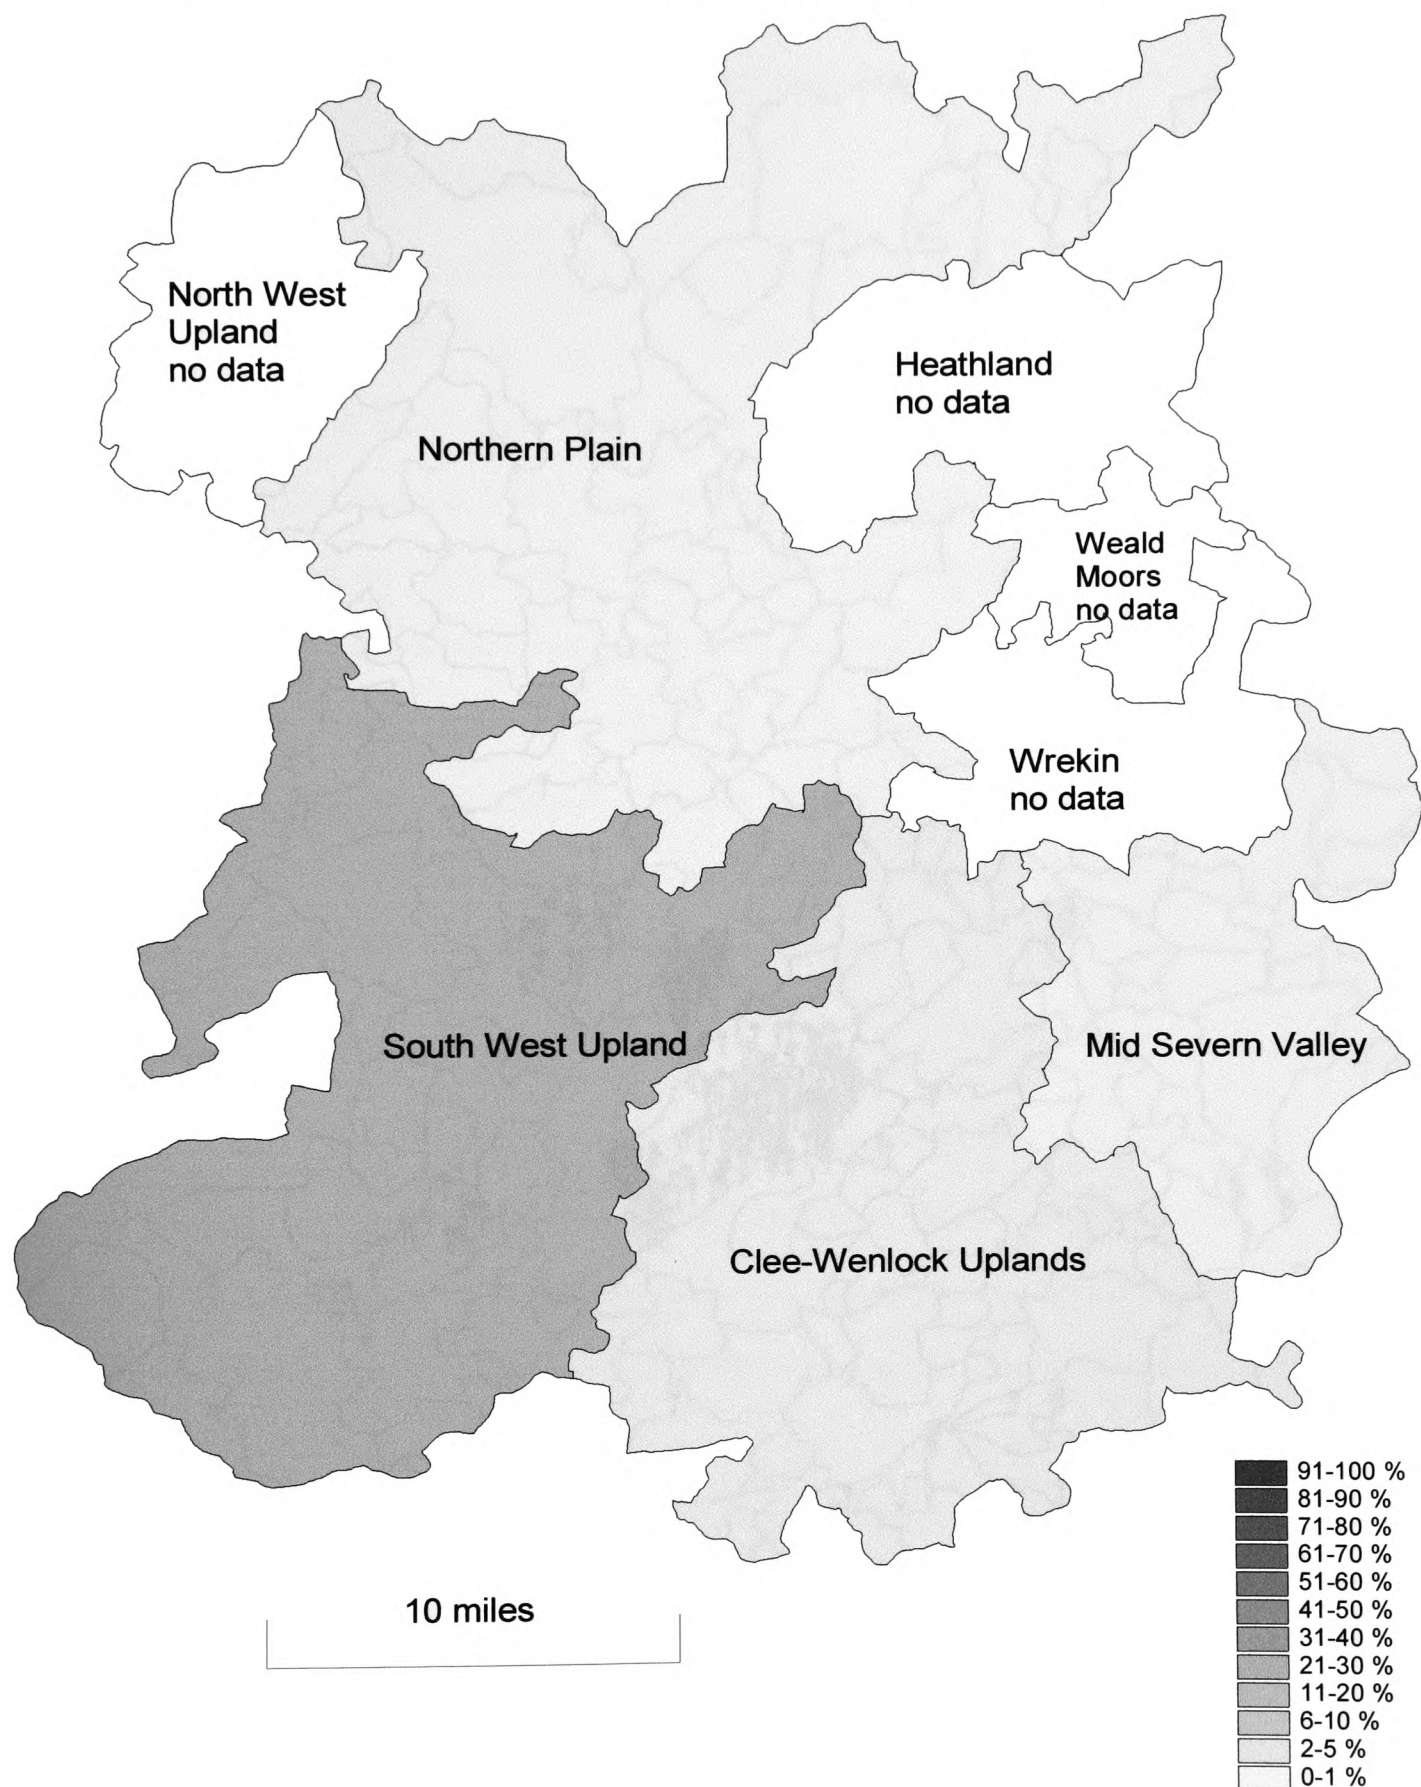 North West
Upland
no data
Heathland
no data
Northern Plain
Weald
Moors
no data
Wrekin
no data
South West Upland
Mid Severn Valley
Clee-Wenlock Uplands
10 miles
91-100 %
81-90 %
71-80 %
61-70 %
51-60 %
41-50 %
31-40 %
21-30 %
11-20 %
6-10 %
2-5 %
0-1 %